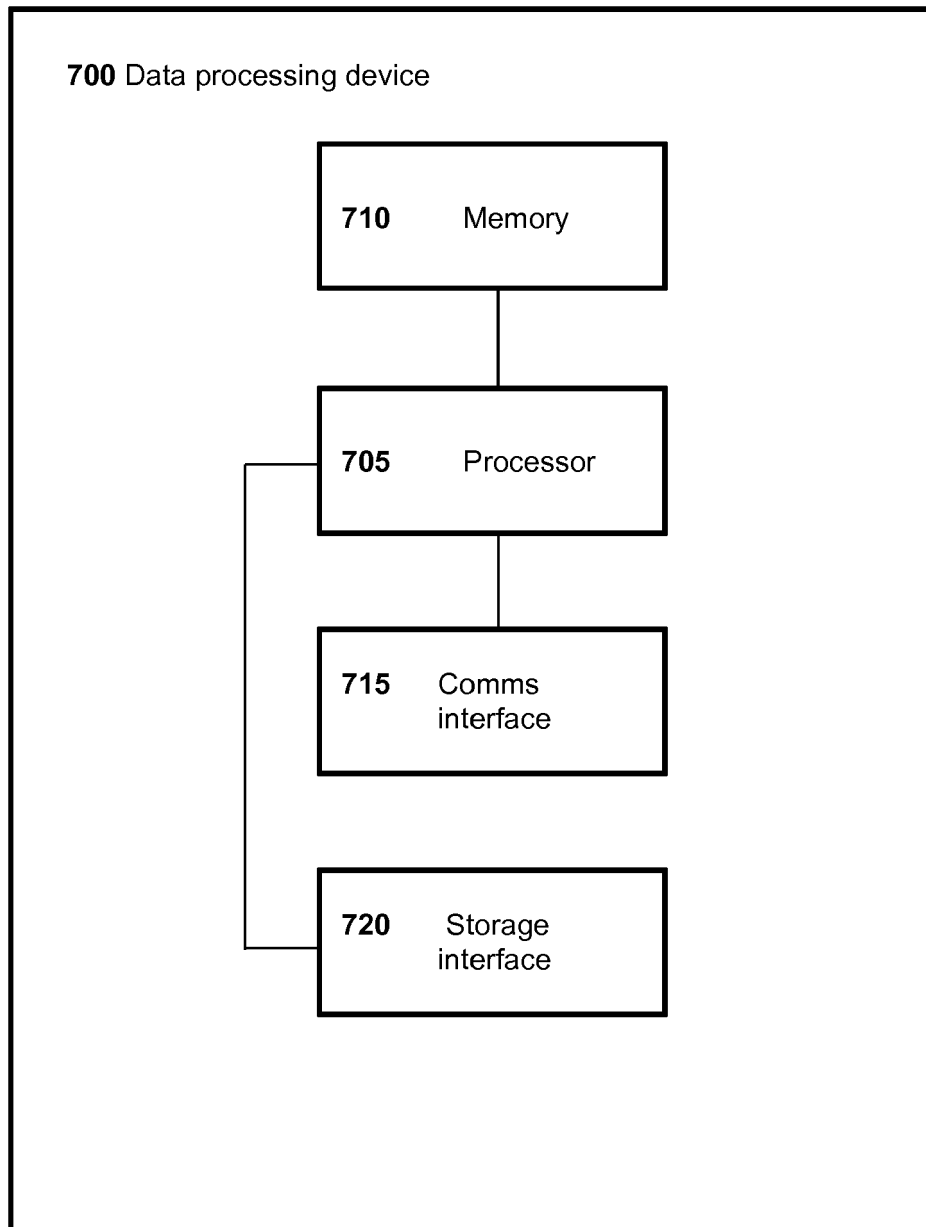 700 Data processing device
710 Memory
705 Processor
715 Comms
interface
720 Storage
interface